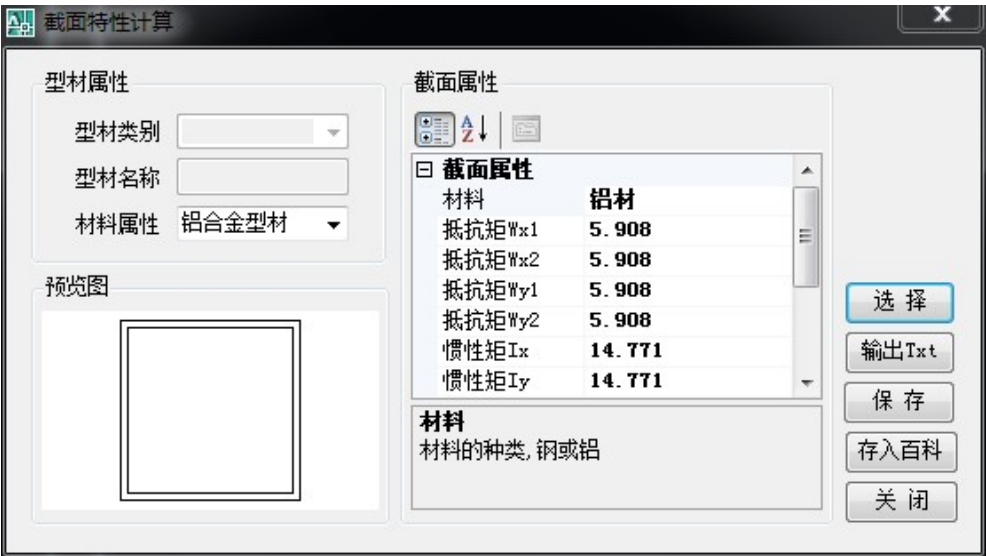 截面特性计算
型材属性
型材类别
型材名称
材料属性 铝合金型材
预览图
截面属性
截面属性
材料 铝材
抵抗矩Wx1 5.908
抵抗矩Wx2 5.908
抵抗矩Wy1 5.908
抵抗矩Wy2 5.908
惯性矩Ix 14.771
惯性矩Iy 14.771
材料
材料的种类,钢或铝
选 择
输出Txt
保 存
存入百科
关 闭